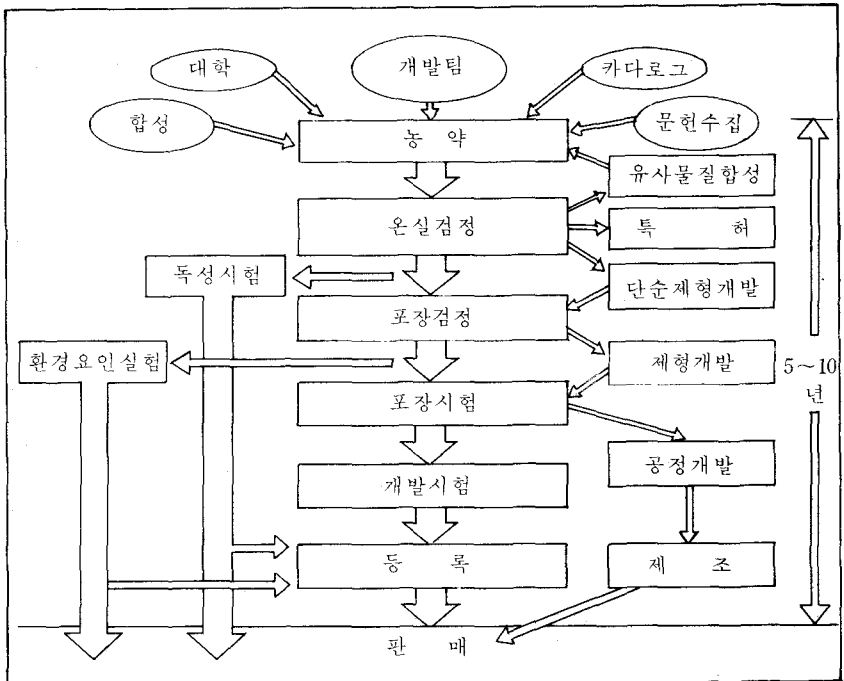 대학
개발팀
카다로그
합성
문헌수집
농 약
유사물질합성
온실검정
특 허
독성시험
단순제형개발
포장검정
환경요인실험
제형개발
5~10
년
포장시험
공정개발
개발시험
등 록
제 조
판 매